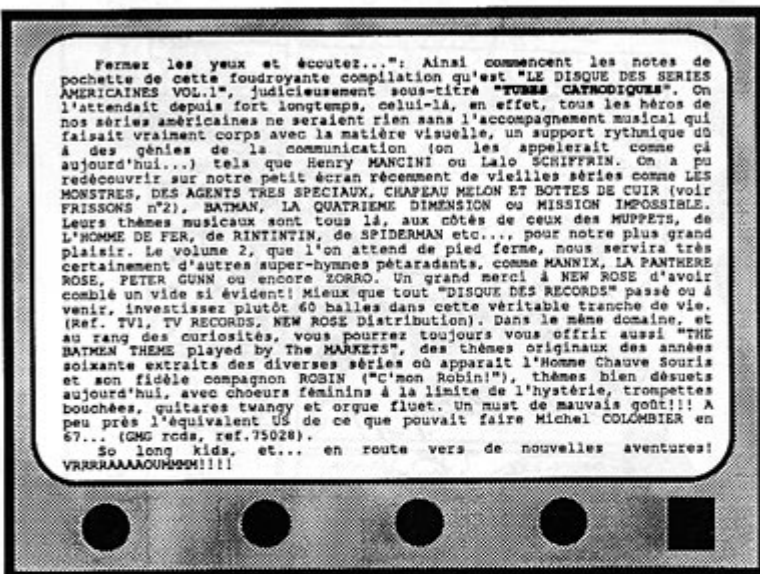 Fermez les yeux et écoutez...": Ainsi commencent les notes de
pochette de cette foudroyante compilation qu'est "LE DISQUE DES SERIES
AMERICAINES VOL.1", judicieusement sous-titré "TUBES CATRODIQUES". On
l'attendait depuis fort longtemps, celui-là, en effet, tous les héros de
nos séries américaines ne seraient rien sans l'accompagnement musical qui
faisait vraiment corps avec la matière visuelle, un support rythmique dû
à des génies de la communication (on les appelerait comme çà
aujourd'hui...) tels que Henry MANCINI ou Lalo SCHIFFRIN. On a pu
redécouvrir sur notre petit écran récemment de vieilles séries comme LES
MONSTRES, DES AGENTS TRES SPECIAUX, CHAPEAU MELON ET BOTTES DE CUIR (voir
FRISSONS n°2), BATMAN, LA QUATRIEME DIMENSION ou MISSION IMPOSSIBLE.
Leurs thèmes musicaux sont tous là, aux côtés de ceux des MUPPETS, de
L'HOMME DE FER, de RINTINTIN, de SPIDERMAN etc..., pour notre plus grand
plaisir. Le volume 2, que l'on attend de pied ferme, nous servira très
certainement d'autres super-hymnes pétaradants, comme MANNIX, LA PANTHERE
ROSE, PETER GUNN ou encore ZORRO. Un grand merci à NEW ROSE d'avoir
comblé un vide si évident! Mieux que tout "DISQUE DES RECORDS" passé ou à
venir, investissez plutôt 60 balles dans cette véritable tranche de vie.
(Ref. TV1, TV RECORDS, NEW ROSE Distribution). Dans le même domaine, et
au rang des curiosités, vous pourrez toujours vous offrir aussi "THE
BATMEN THEME played by The MARKETS", des thèmes originaux des années
soixante extraits des diverses séries où apparait l'Homme Chauve Souris
et son fidèle compagnon ROBIN ("C'mon Robin!"), thèmes bien désuets
aujourd'hui, avec choeurs féminins à la limite de l'hystérie, trompettes
bouchées, guitares twangy et orgue fluet. Un must de mauvais goût!!! A
peu près l'équivalent US de ce que pouvait faire Michel COLOMBIER en
67... (GMG rcds, ref.75028).
So long kids, et... en route vers de nouvelles aventures!
VRRRRAAAAOUMMMM!!!!